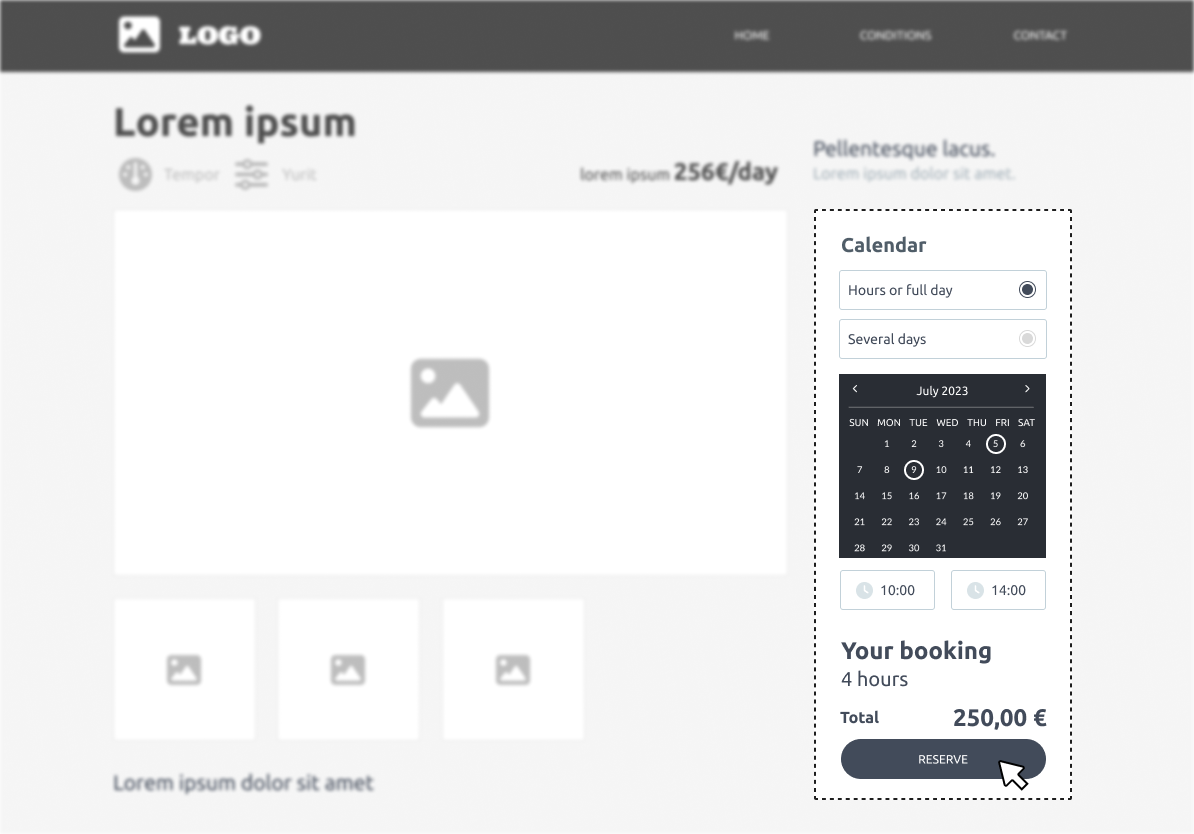 LOGO
HOME CONDITIONS CONTACT
Lorem ipsum
Tempor Yurit lorem ipsum 256€/day
Pellentesque lacus.
Lorem ipsum dolor sit amet.
Calendar
Hours or full day
Several days
July 2023
SUN MON TUE WED THU FRI SAT
1 2 3 4 5 6
7 8 9 10 11 12 13
14 15 16 17 18 19 20
21 22 23 24 25 26 27
28 29 30 31
10:00 14:00
Your booking
4 hours
Total 250,00 €
RESERVE
Lorem ipsum dolor sit amet